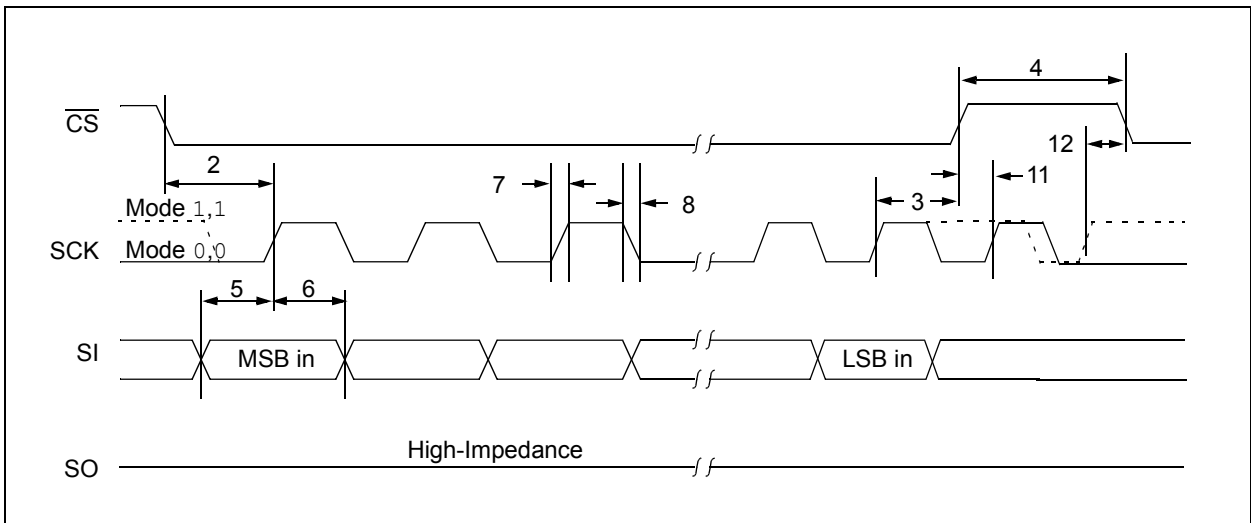 4
CS
12
2
7
8
3
11
Mode 1,1
SCK
Mode 0,0
5
6
SI
MSB in
LSB in
High-Impedance
SO